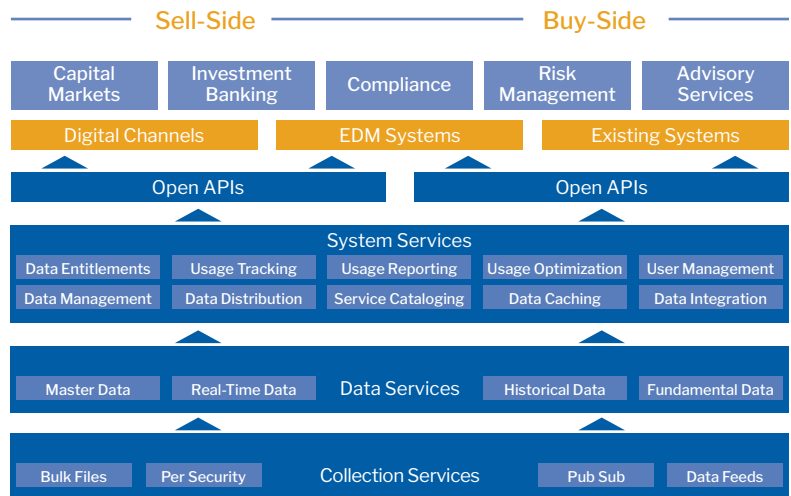 Sell-Side
Buy-Side
Capital
Markets
Investment
Banking
Compliance
Risk
Management
Advisory
Services
Digital Channels
EDM Systems
Existing Systems
Open APIs
Open APIs
System Services
Data Entitlements
Usage Tracking
Usage Reporting
Usage Optimization
User Management
Data Management
Data Distribution
Service Cataloging
Data Caching
Data Integration
Master Data
Real-Time Data
Data Services
Historical Data
Fundamental Data
Bulk Files
Per Security
Collection Services
Pub Sub
Data Feeds